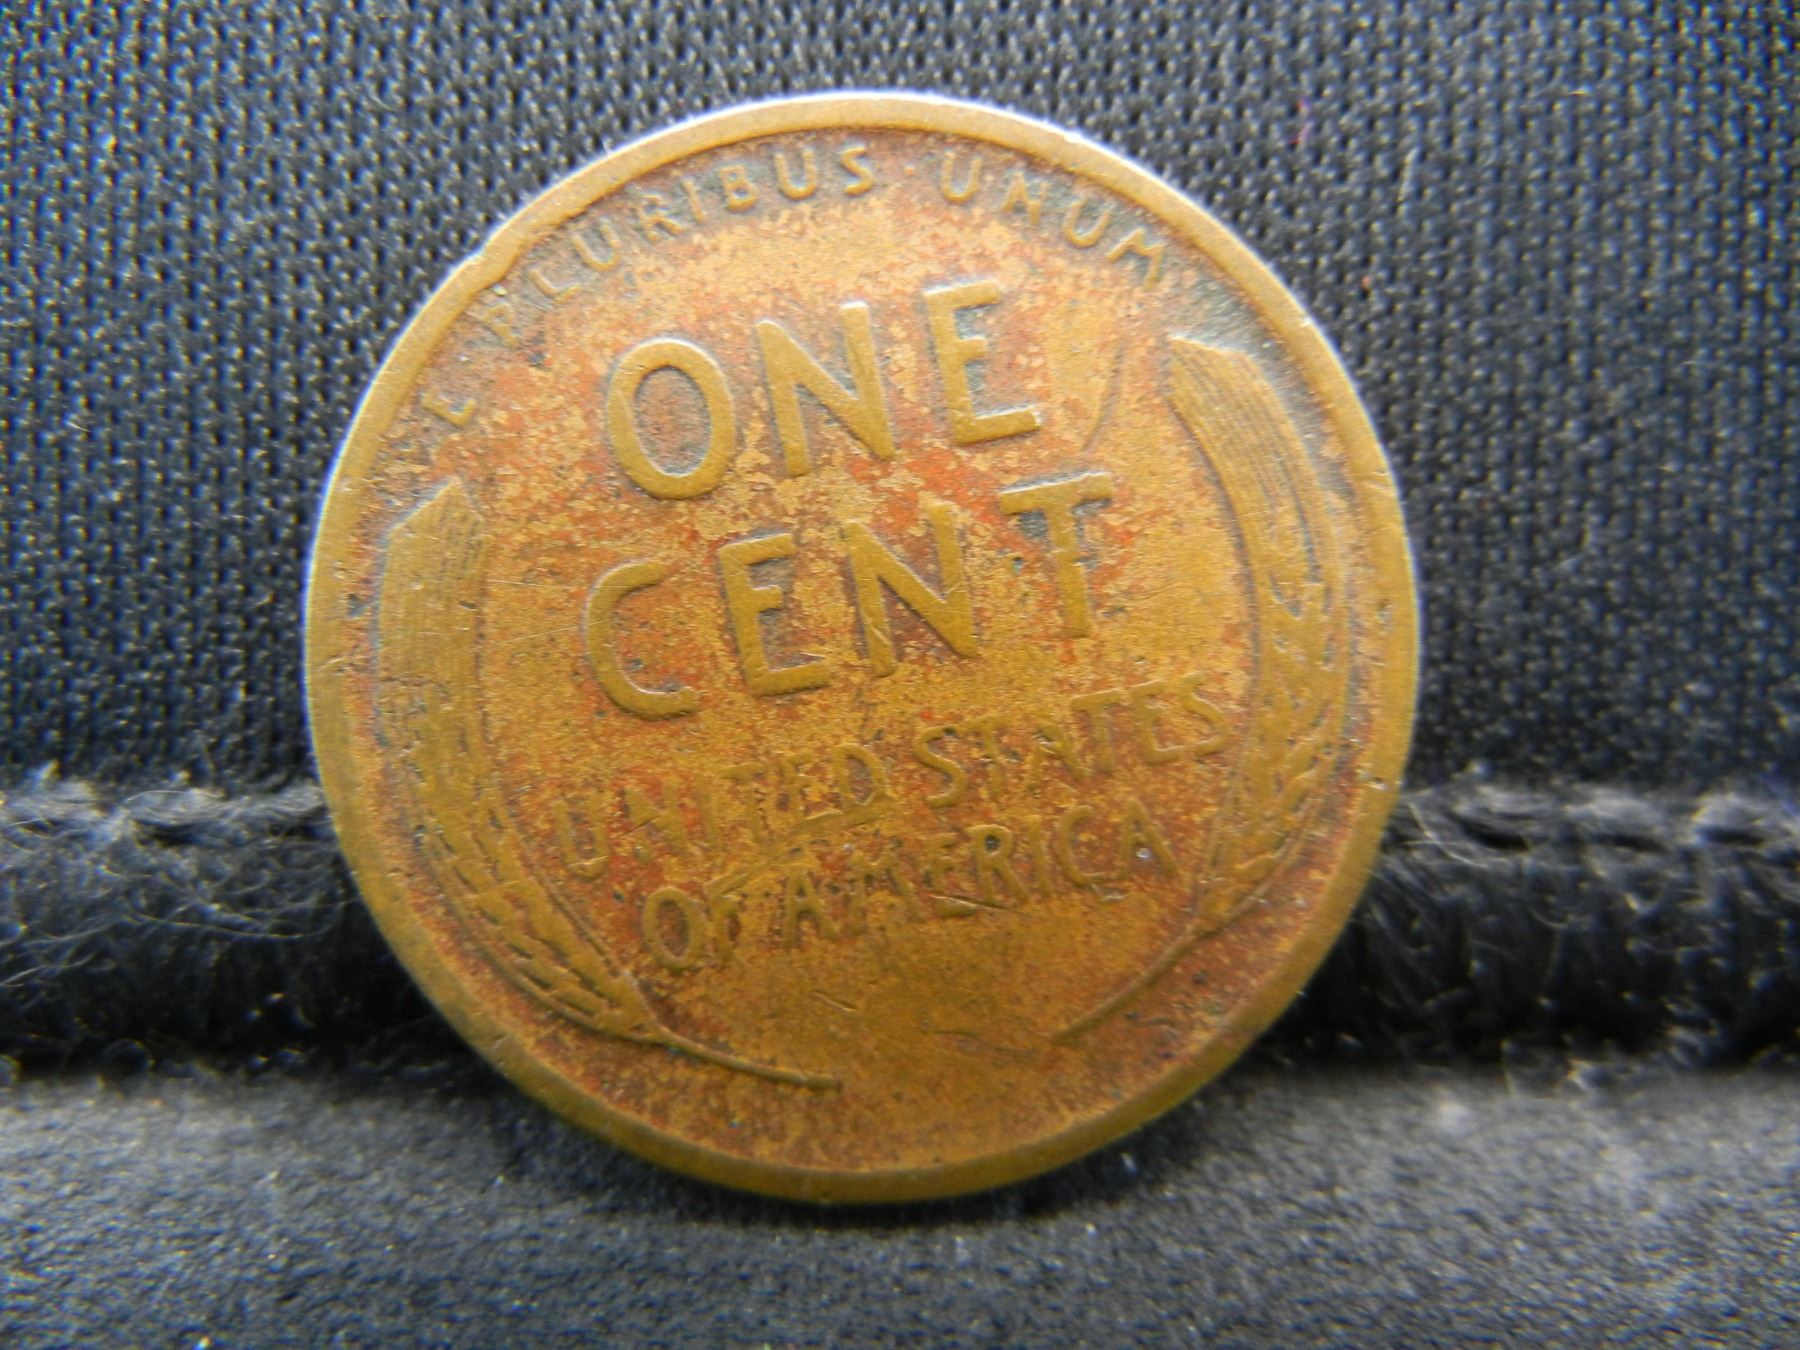 E PLURIBUS · UNUM
ONE
CENT
UNITED STATES
OF AMERICA